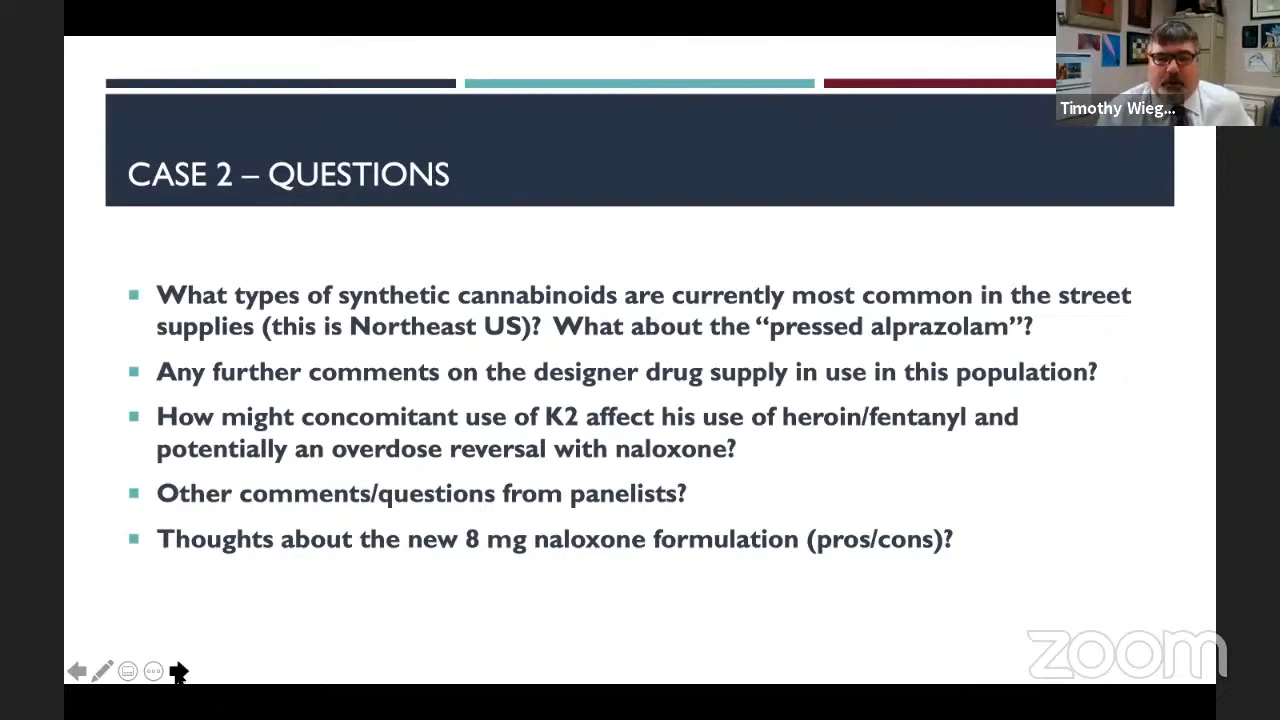 Timothy Wieg...
CASE 2 – QUESTIONS
What types of synthetic cannabinoids are currently most common in the street
supplies (this is Northeast US)?  What about the “pressed alprazolam”?
Any further comments on the designer drug supply in use in this population?
How might concomitant use of K2 affect his use of heroin/fentanyl and
potentially an overdose reversal with naloxone?
Other comments/questions from panelists?
Thoughts about the new 8 mg naloxone formulation (pros/cons)?
zoom